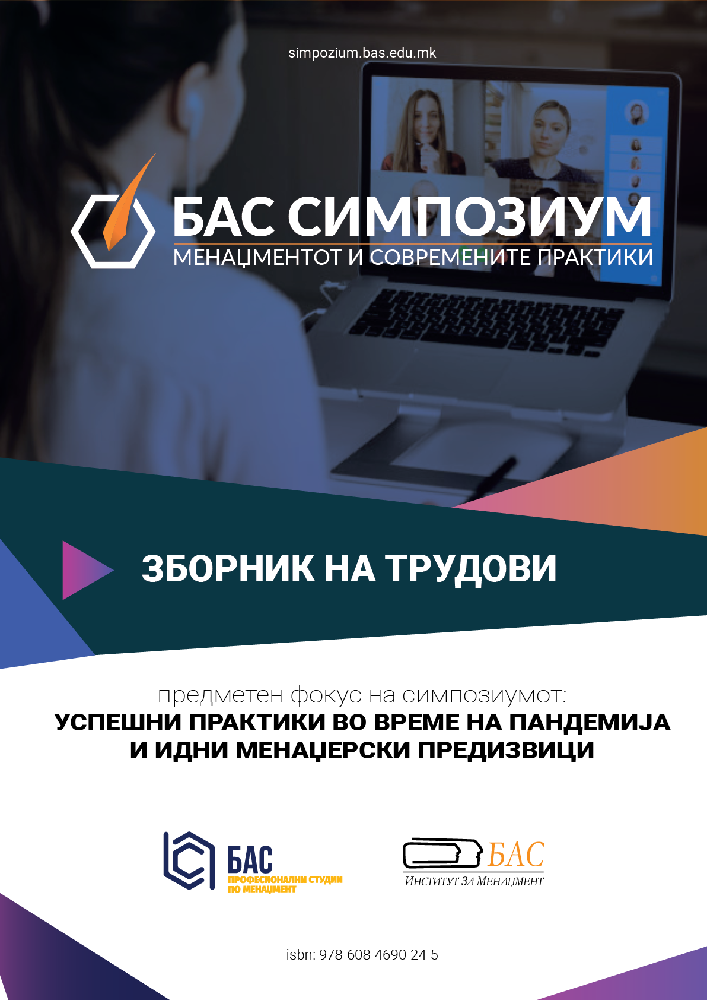 simpozium.bas.edu.mk
БАС СИМПОЗИУМ
МЕНАЏМЕНТОТ И СОВРЕМЕНИТЕ ПРАКТИКИ
ЗБОРНИК НА ТРУДОВИ
предметен фокус на симпозиумот:
УСПЕШНИ ПРАКТИКИ ВО ВРЕМЕ НА ПАНДЕМИЈА
И ИДНИ МЕНАЏЕРСКИ ПРЕДИЗВИЦИ
БАС
ПРОФЕСИОНАЛНИ СТУДИИ
ПО МЕНАЏМЕНТ
БАС
ИНСТИТУТ ЗА МЕНАЏМЕНТ
isbn: 978-608-4690-24-5